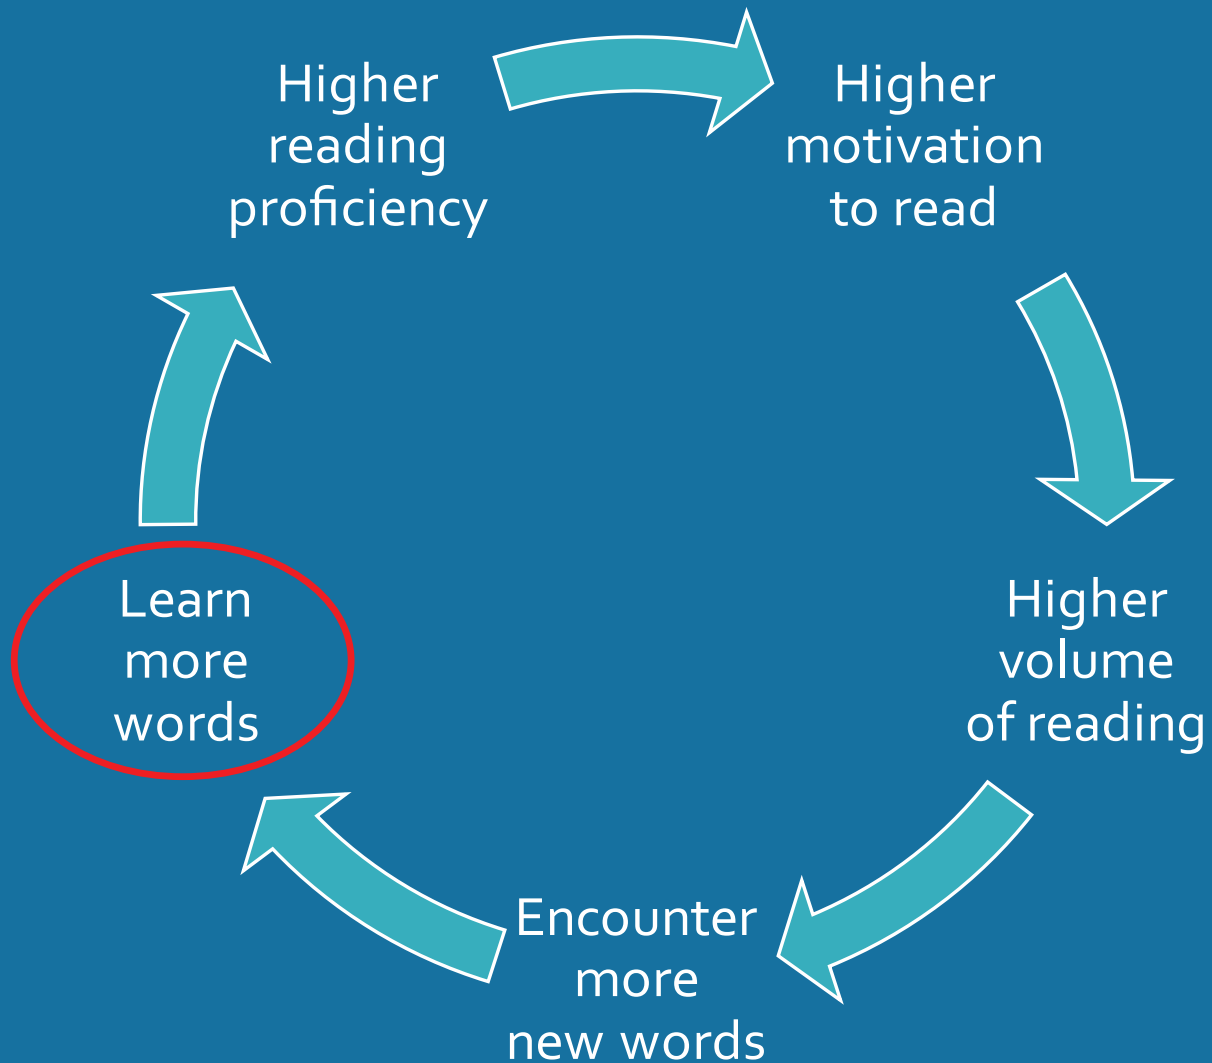 Higher
reading
proficiency
Higher
motivation
to read
Higher
volume
of reading
Encounter
more
new words
Learn
more
words